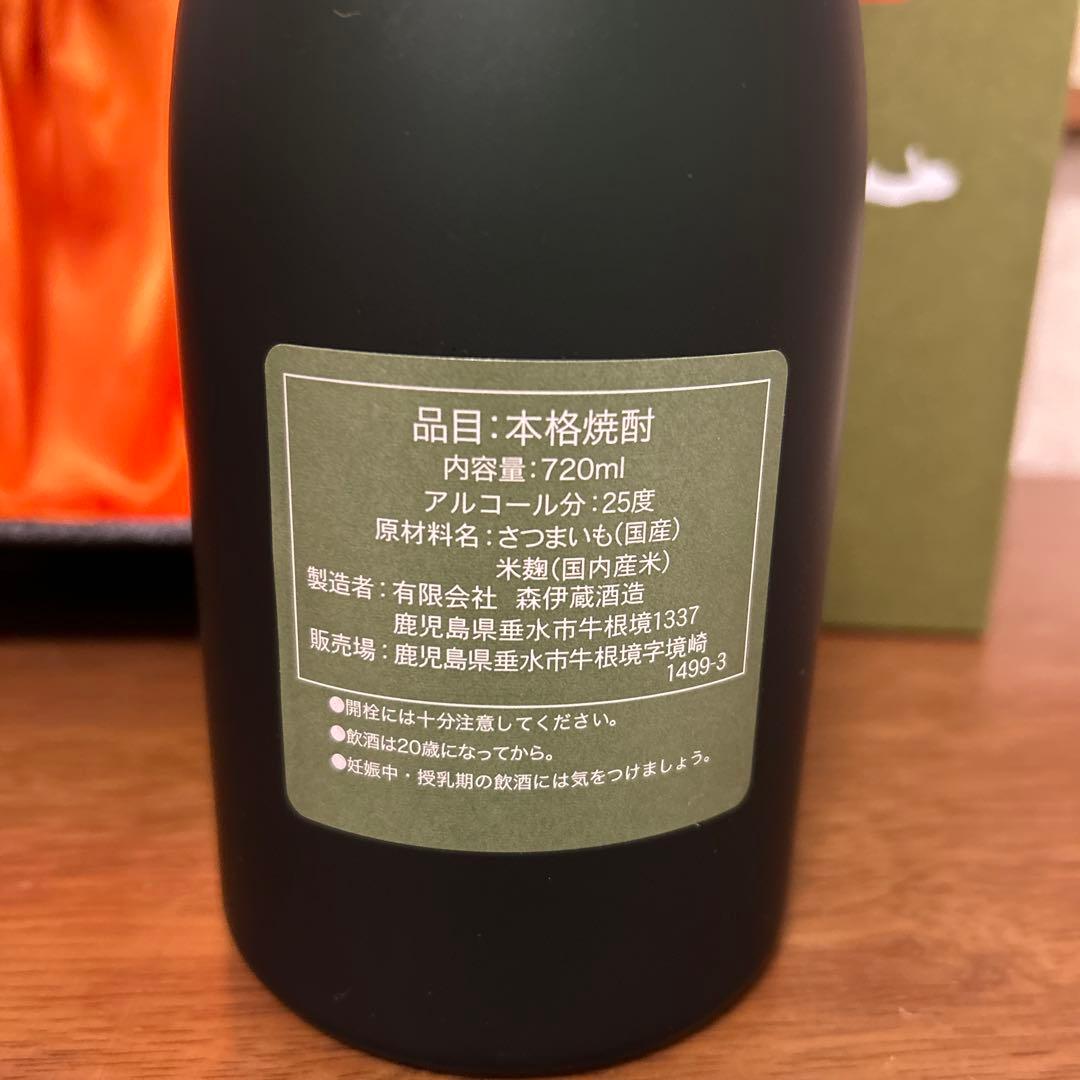 品目:本格焼酎
内容量:720ml
アルコール分:25度
原材料名:さつまいも(国産)
米麹(国内産米)
製造者:有限会社 森伊蔵酒造
鹿児島県垂水市牛根境1337
販売場:鹿児島県垂水市牛根境字境崎
1499-3
●開栓には十分注意してください。
●飲酒は20歳になってから。
●妊娠中・授乳期の飲酒には気をつけましょう。